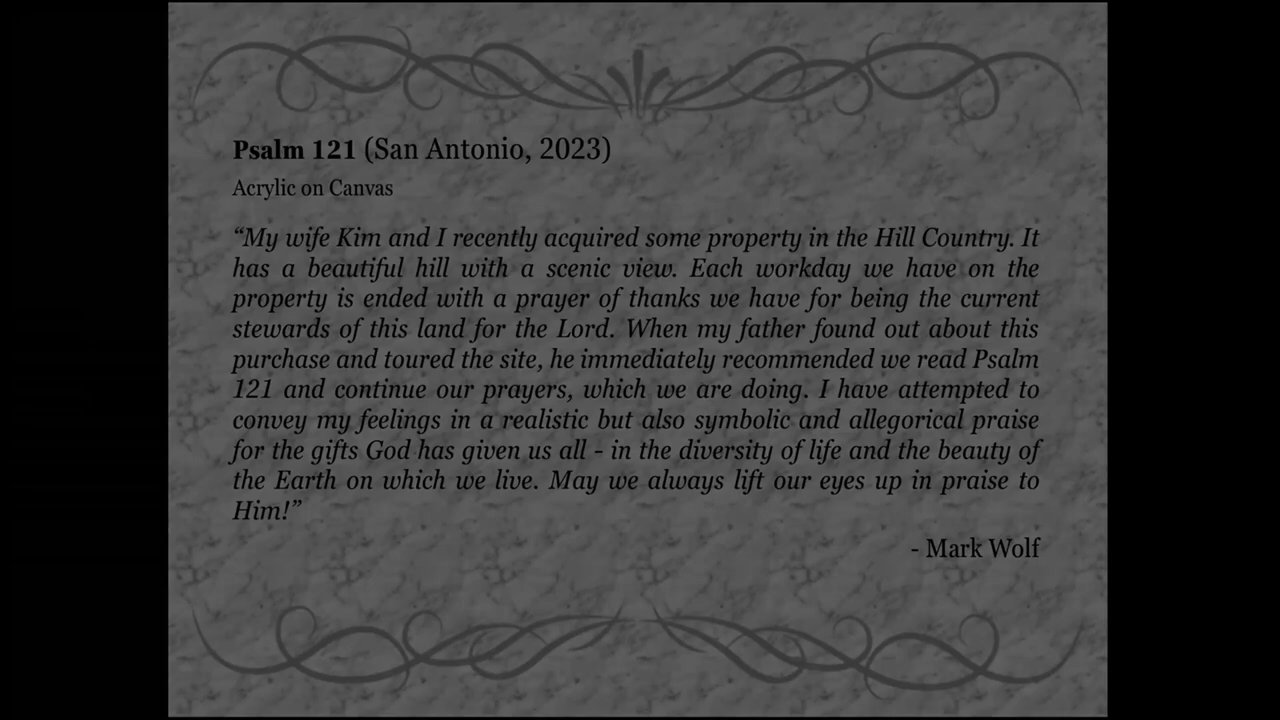 Psalm 121 (San Antonio, 2023)
Acrylic on Canvas
“My wife Kim and I recently acquired some property in the Hill Country. It
has a beautiful hill with a scenic view. Each workday we have on the
property is ended with a prayer of thanks we have for being the current
stewards of this land for the Lord. When my father found out about this
purchase and toured the site, he immediately recommended we read Psalm
121 and continue our prayers, which we are doing. I have attempted to
convey my feelings in a realistic but also symbolic and allegorical praise
for the gifts God has given us all - in the diversity of life and the beauty of
the Earth on which we live. May we always lift our eyes up in praise to
Him!”
- Mark Wolf